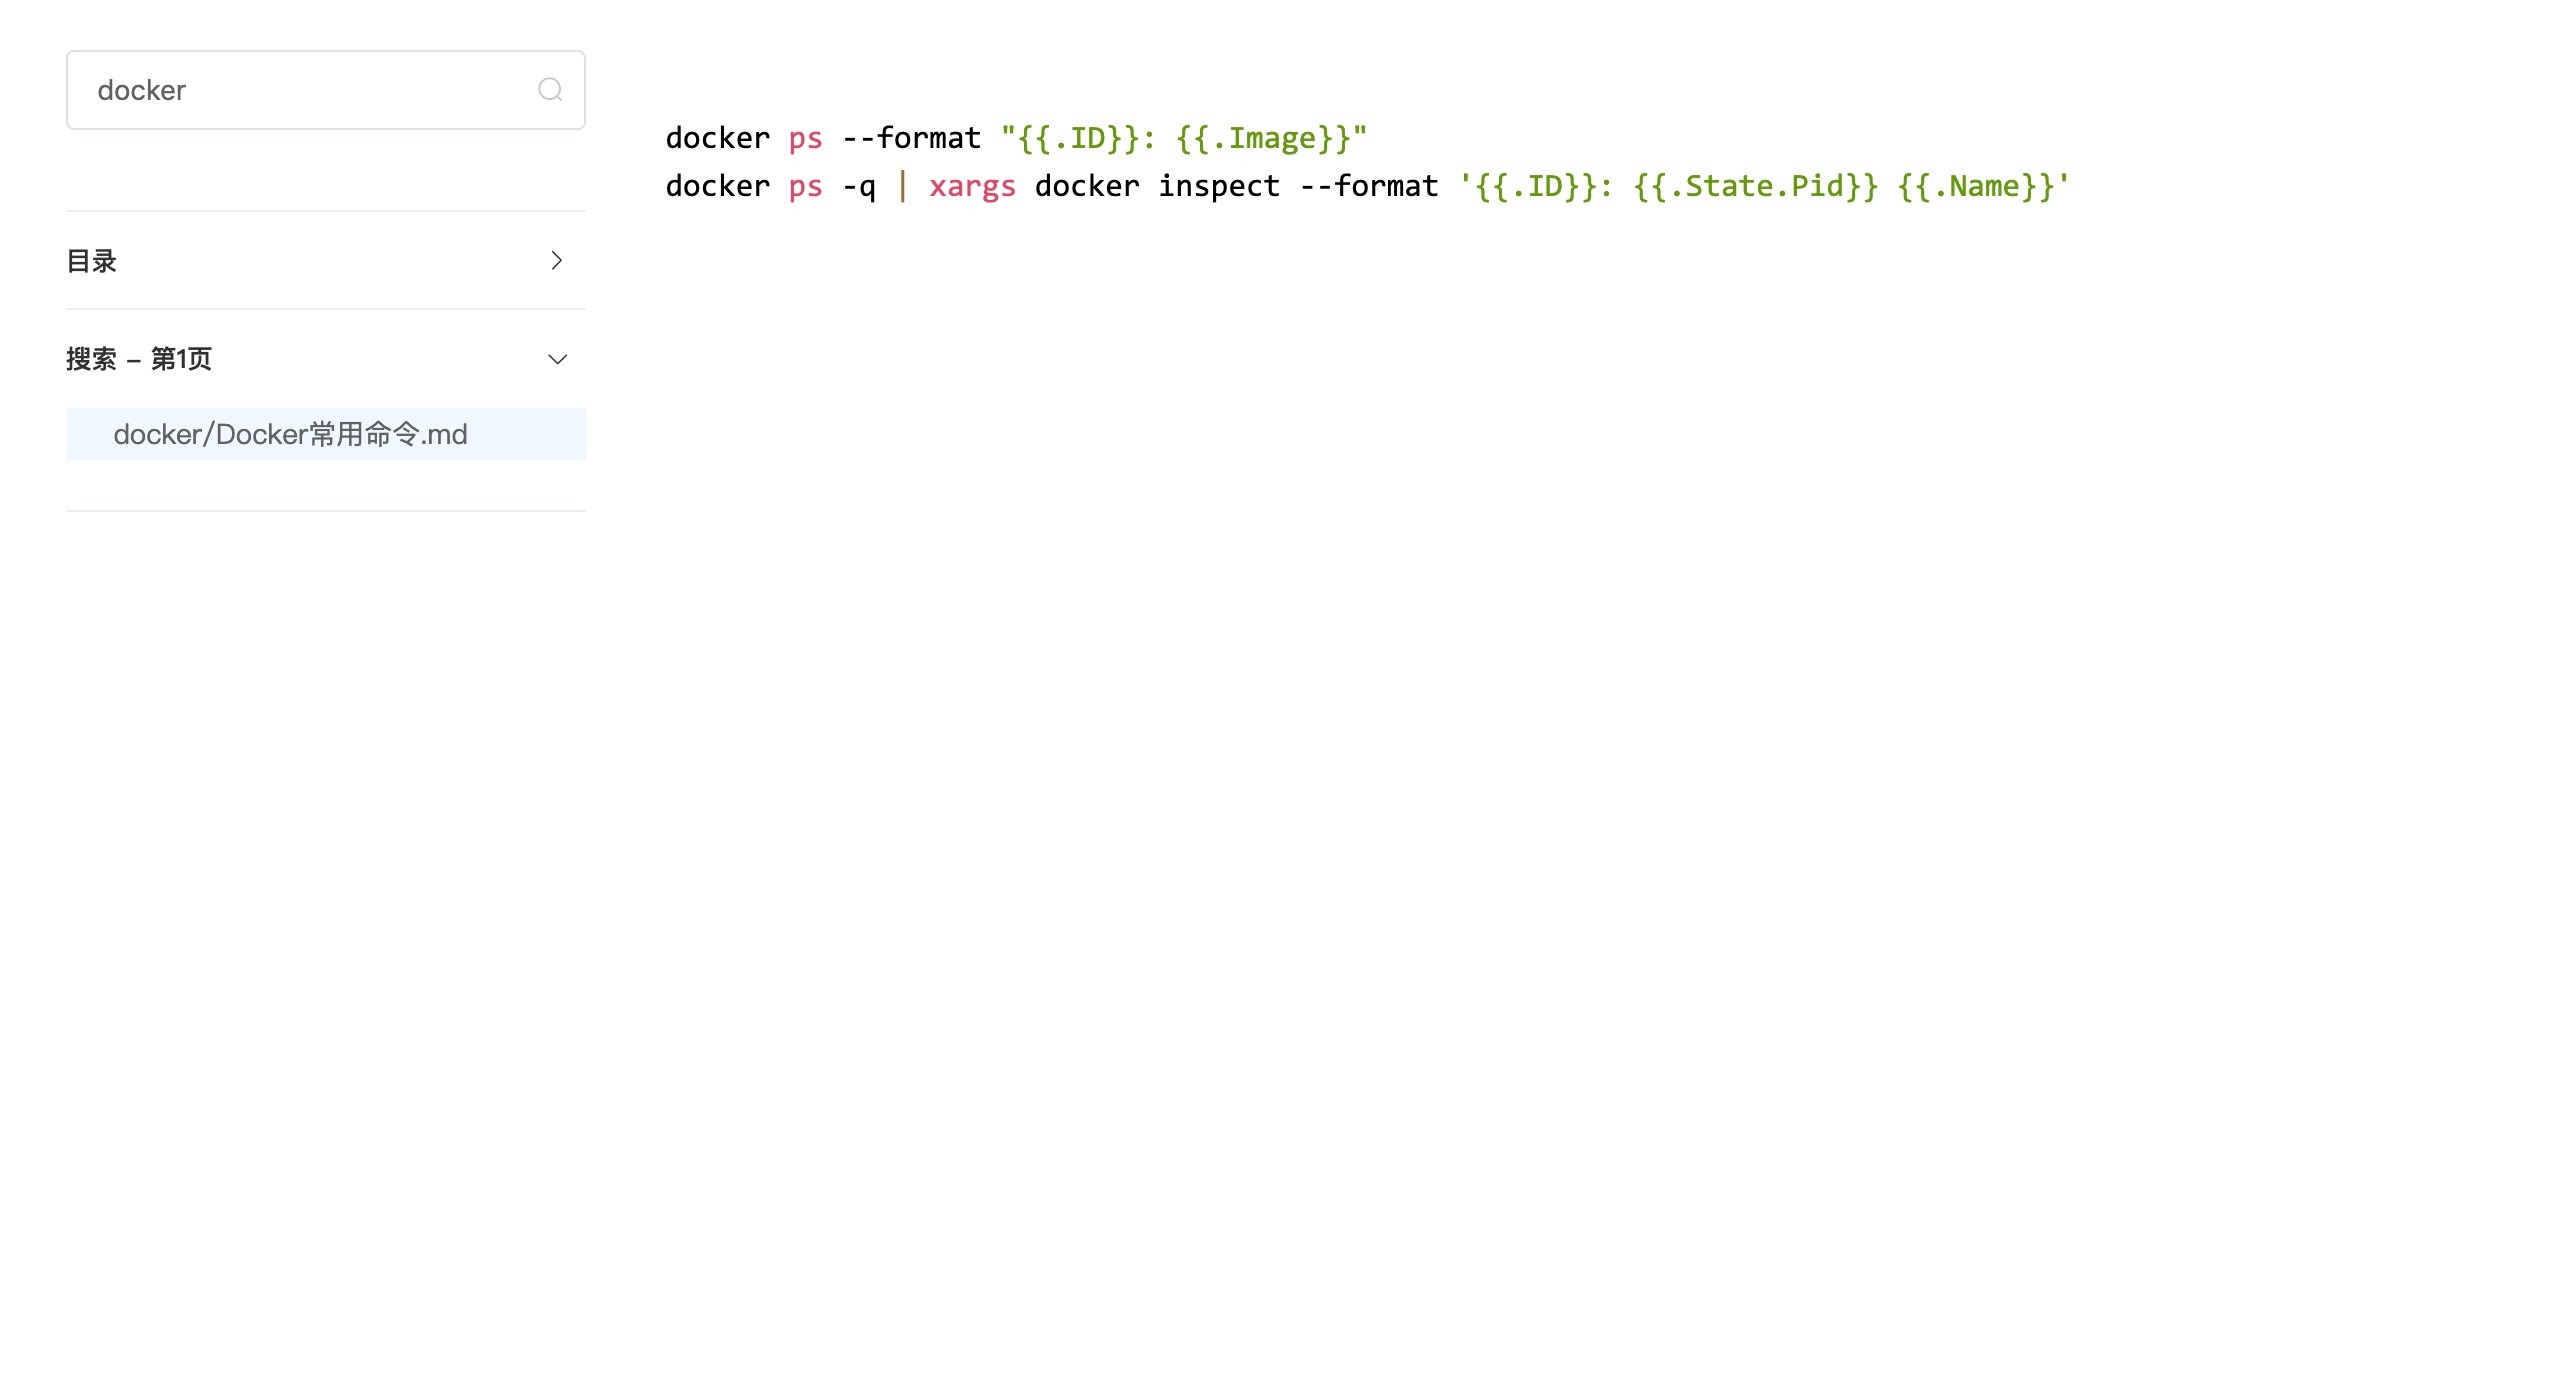 docker
目录
搜索 – 第1页
docker/Docker常用命令.md
docker ps --format "{{.ID}}: {{.Image}}"
docker ps -q | xargs docker inspect --format '{{.ID}}: {{.State.Pid}} {{.Name}}'